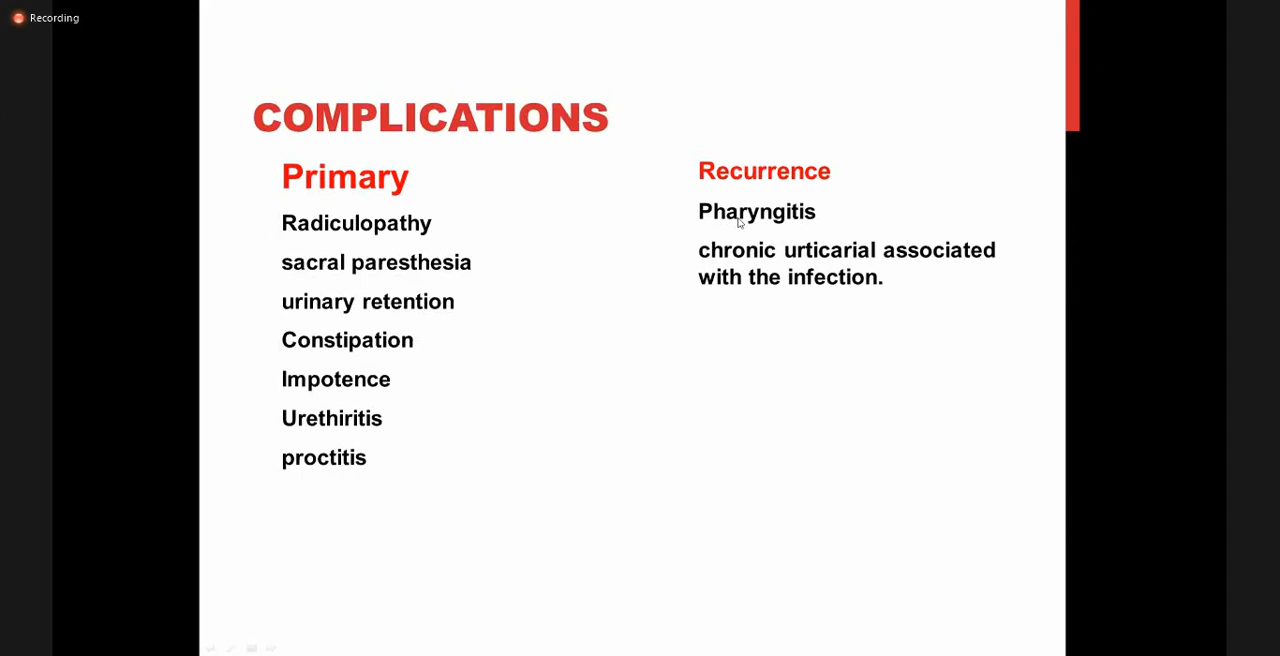 Recording
COMPLICATIONS
Primary
Radiculopathy
sacral paresthesia
urinary retention
Constipation
Impotence
Urethiritis
proctitis
Recurrence
Pharyngitis
chronic urticarial associated
with the infection.